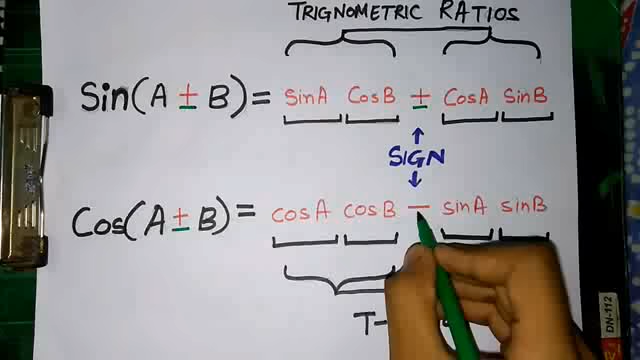 TRIGNOMETRIC RATIOS
Sin(A ± B) = SinA CosB ± CosA SinB
SIGN
Cos(A ± B) = cosA cosB − sinA sinB
T-
DN-112